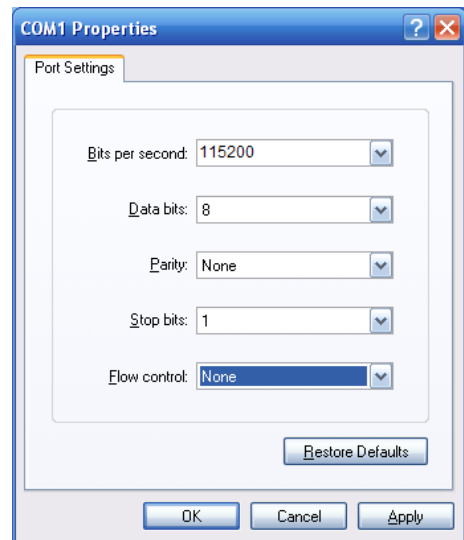 COM1 Properties
Port Settings
Bits per second: 115200
Data bits: 8
Parity: None
Stop bits: 1
Flow control: None
Restore Defaults
OK Cancel Apply